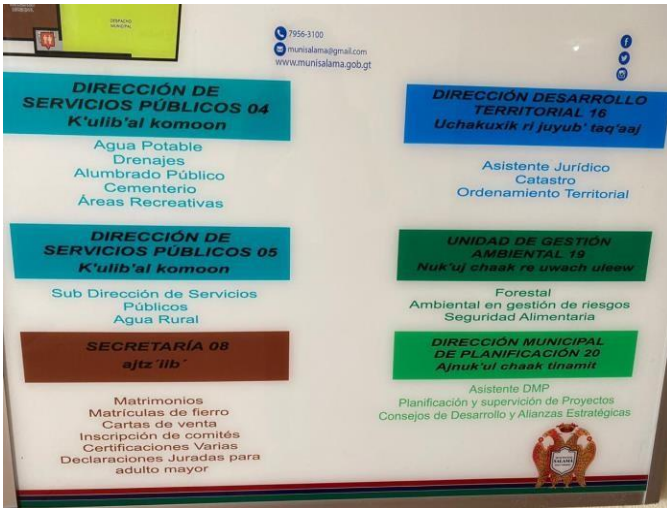 DESPACHO
MUNICIPAL
7956-3100
munisalama@gmail.com
www.munisalama.gob.gt
DIRECCIÓN DE
SERVICIOS PÚBLICOS 04
K'ulib'al komoon
Agua Potable
Drenajes
Alumbrado Público
Cementerio
Áreas Recreativas
DIRECCIÓN DE
SERVICIOS PÚBLICOS 05
K'ulib'al komoon
Sub Dirección de Servicios
Públicos
Agua Rural
SECRETARÍA 08
ajtz´iib´
Matrimonios
Matrículas de fierro
Cartas de venta
Inscripción de comités
Certificaciones Varias
Declaraciones Juradas para
adulto mayor
DIRECCIÓN DESARROLLO
TERRITORIAL 16
Uchakuxik ri juyub' taq'aaj
Asistente Jurídico
Catastro
Ordenamiento Territorial
UNIDAD DE GESTIÓN
AMBIENTAL 19
Nuk'uj chaak re uwach uleew
Forestal
Ambiental en gestión de riesgos
Seguridad Alimentaria
DIRECCIÓN MUNICIPAL
DE PLANIFICACIÓN 20
Ajnuk'ul chaak tinamit
Asistente DMP
Planificación y supervisión de Proyectos
Consejos de Desarrollo y Alianzas Estratégicas
SALAMÁ